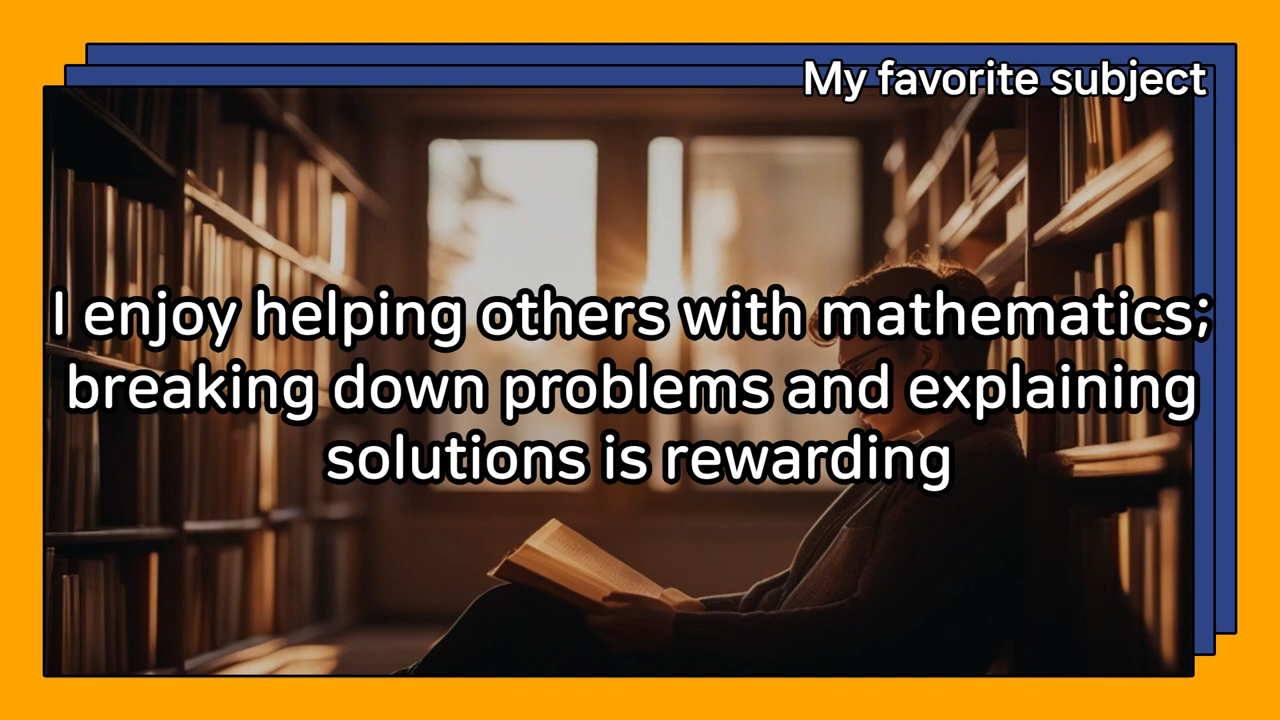 My favorite subject
I enjoy helping others with mathematics;
breaking down problems and explaining
solutions is rewarding